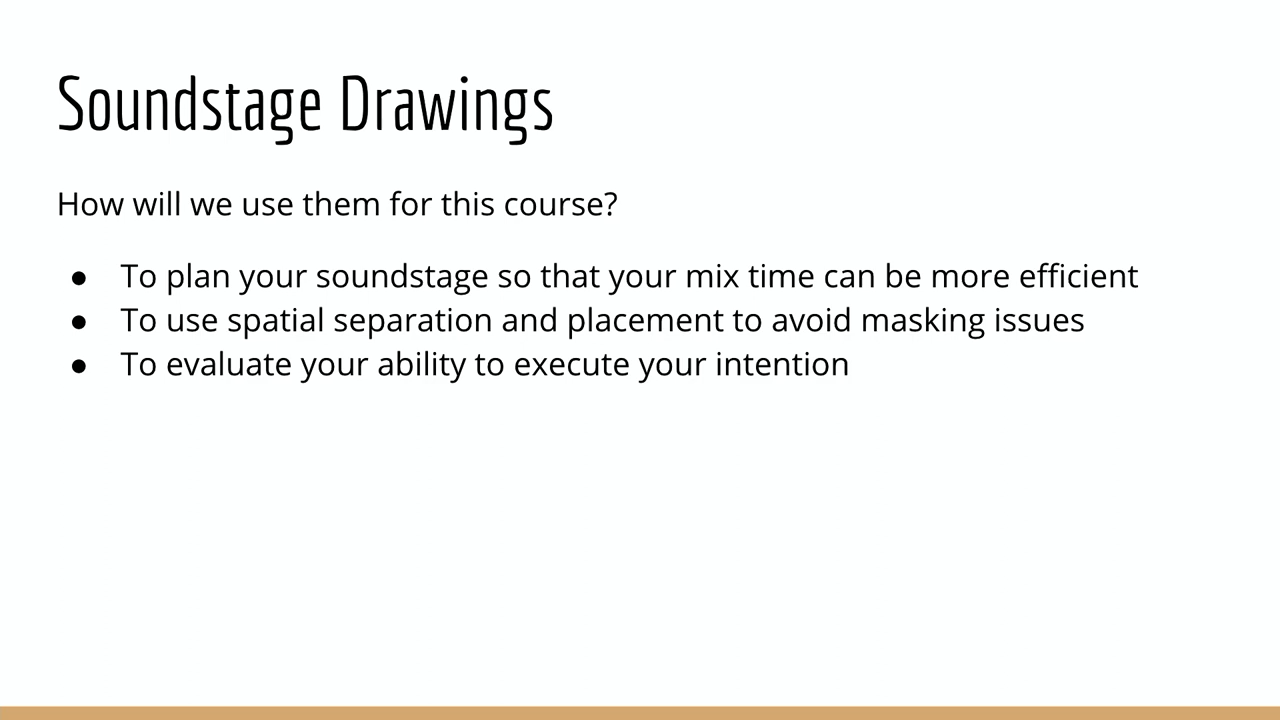 Soundstage Drawings
How will we use them for this course?
● To plan your soundstage so that your mix time can be more efficient
● To use spatial separation and placement to avoid masking issues
● To evaluate your ability to execute your intention